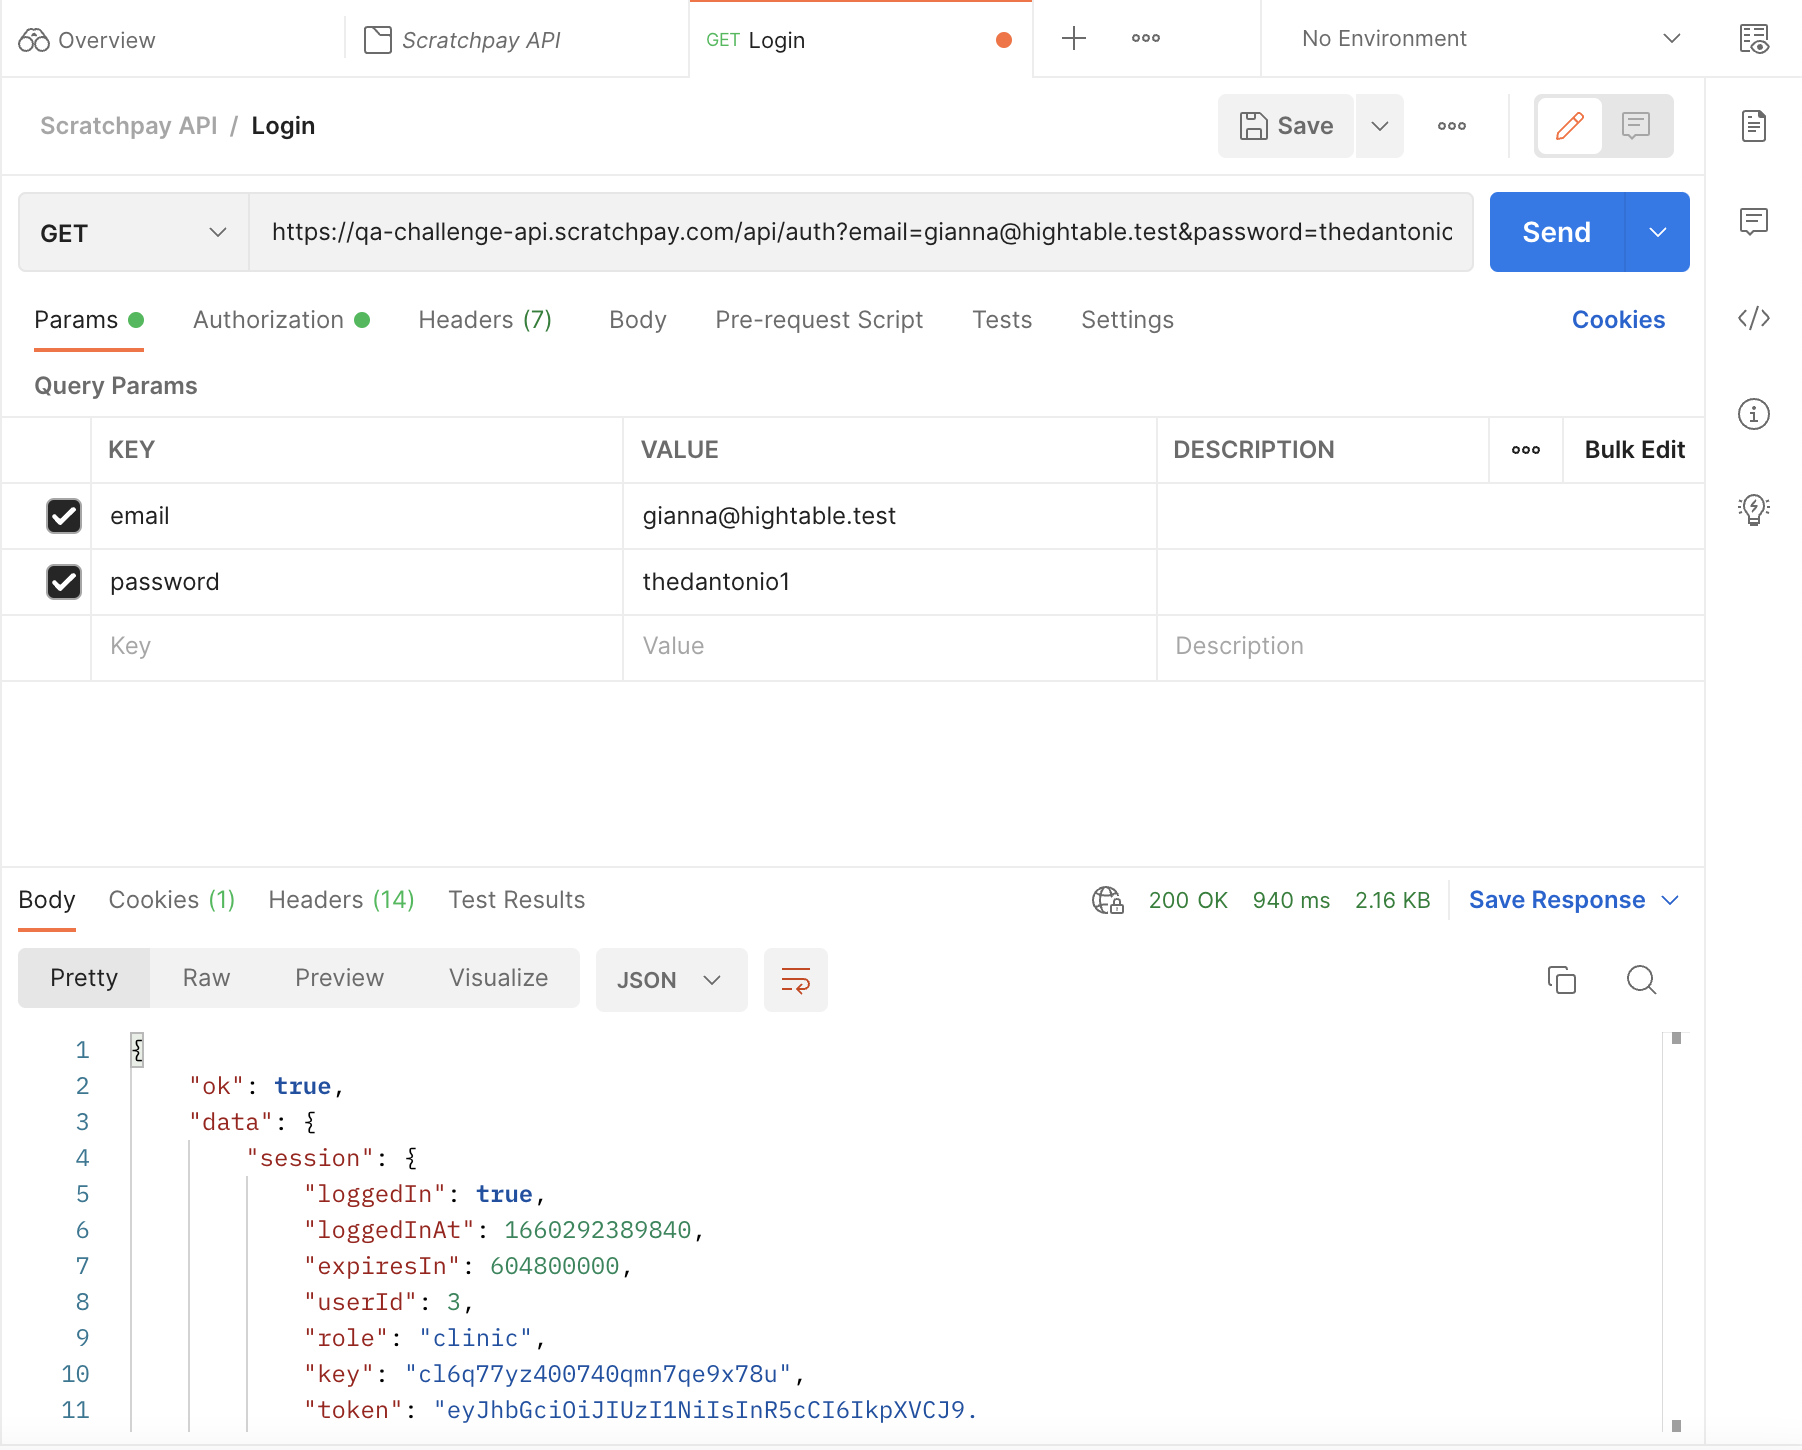 Overview
Scratchpay API
GET Login
No Environment
Scratchpay API / Login
Save
GET
https://qa-challenge-api.scratchpay.com/api/auth?email=gianna@hightable.test&password=thedantonic
Send
Params
Authorization
Headers (7)
Body
Pre-request Script
Tests
Settings
Cookies
Query Params
KEY VALUE DESCRIPTION Bulk Edit
email gianna@hightable.test
password thedantonio1
Key Value Description
Body
Cookies (1)
Headers (14)
Test Results
200 OK
940 ms
2.16 KB
Save Response
Pretty
Raw
Preview
Visualize
JSON
1 {
2 "ok": true,
3 "data": {
4 "session": {
5 "loggedIn": true,
6 "loggedInAt": 1660292389840,
7 "expiresIn": 604800000,
8 "userId": 3,
9 "role": "clinic",
10 "key": "cl6q77yz400740qmn7qe9x78u",
11 "token": "eyJhbGciOiJIUzI1NiIsInR5cCI6IkpXVCJ9.